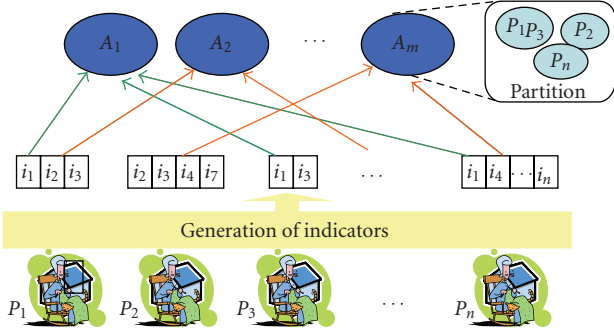 A1 A2 ... Am
P1P3 P2
Pn
Partition
i1 i2 i3 i2 i3 i4 i7 i1 i3 ... i1 i4 ... in
Generation of indicators
P1 P2 P3 ... Pn